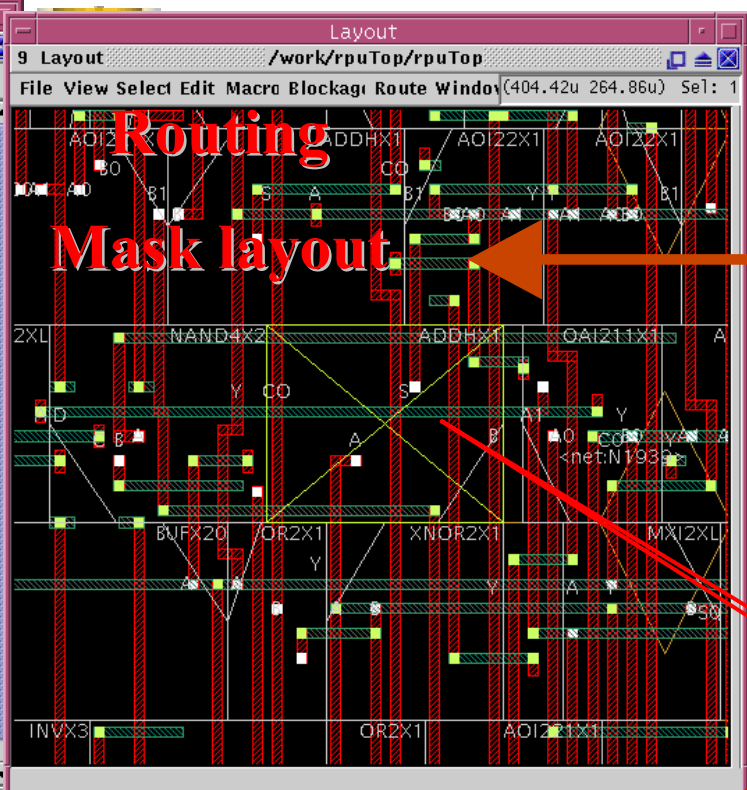 Layout
9 Layout /work/rpuTop/rpuTop
File View Select Edit Macro Blockage Route Window (404.42u 264.86u) Sel: 1
Routing
ADDHX1 AOI22X1 AOI22X1
B0 CO
A0 B1 S A B1 Y Y B1
Mask layout
2XL NAND4X2 ADDHX1 OAI211X1 A
Y CO S
D A1 Y
B A A B A0 CO
<net:N1939>
BUFX20 OR2X1 XNOR2X1 MXI2XL
Y
Y A Y
SO
INVX3 OR2X1 AOI221X1